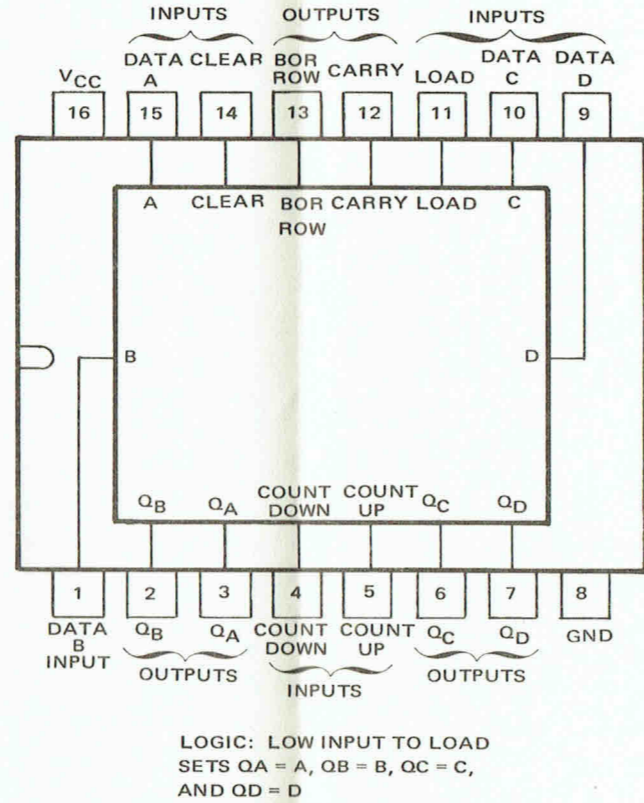 INPUTS OUTPUTS INPUTS
VCC DATA A CLEAR BOR ROW CARRY LOAD DATA C DATA D
16 15 14 13 12 11 10 9
A CLEAR BOR ROW CARRY LOAD C
B D
QB QA COUNT DOWN COUNT UP QC QD
1 2 3 4 5 6 7 8
DATA B INPUT QB QA COUNT DOWN COUNT UP QC QD GND
OUTPUTS INPUTS OUTPUTS
LOGIC: LOW INPUT TO LOAD
SETS QA = A, QB = B, QC = C,
AND QD = D